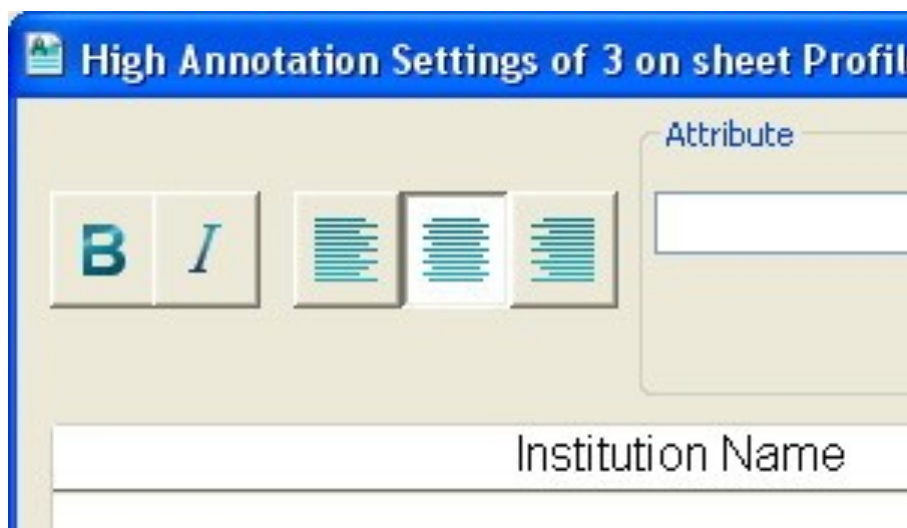 High Annotation Settings of 3 on sheet Profil
Attribute
B I
Institution Name